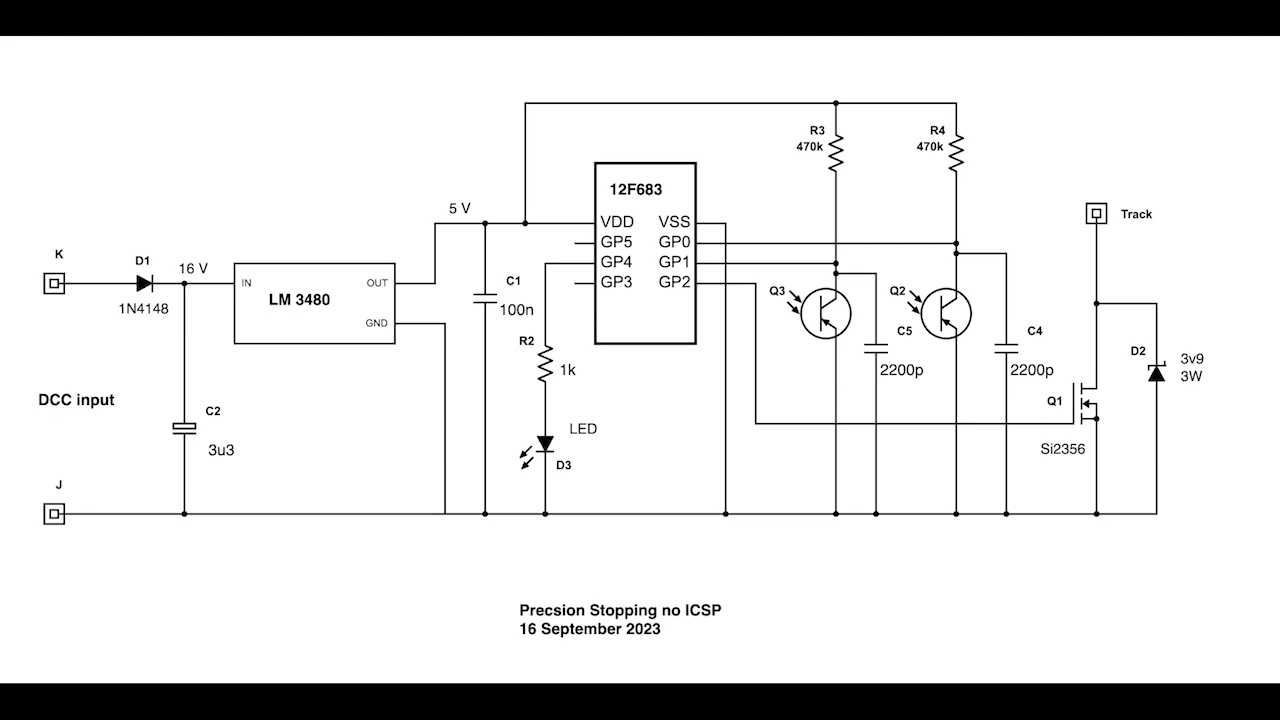 R3
470k
R4
470k
12F683
5 V
VDD
VSS
Track
GP5
GP0
K
D1
16 V
GP4
GP1
IN
OUT
GP3
GP2
1N4148
LM 3480
C1
100n
Q3
Q2
GND
R2
C5
C4
1k
2200p
2200p
D2
3v9
3W
DCC input
C2
3u3
LED
D3
Q1
Si2356
J
Precsion Stopping no ICSP
16 September 2023